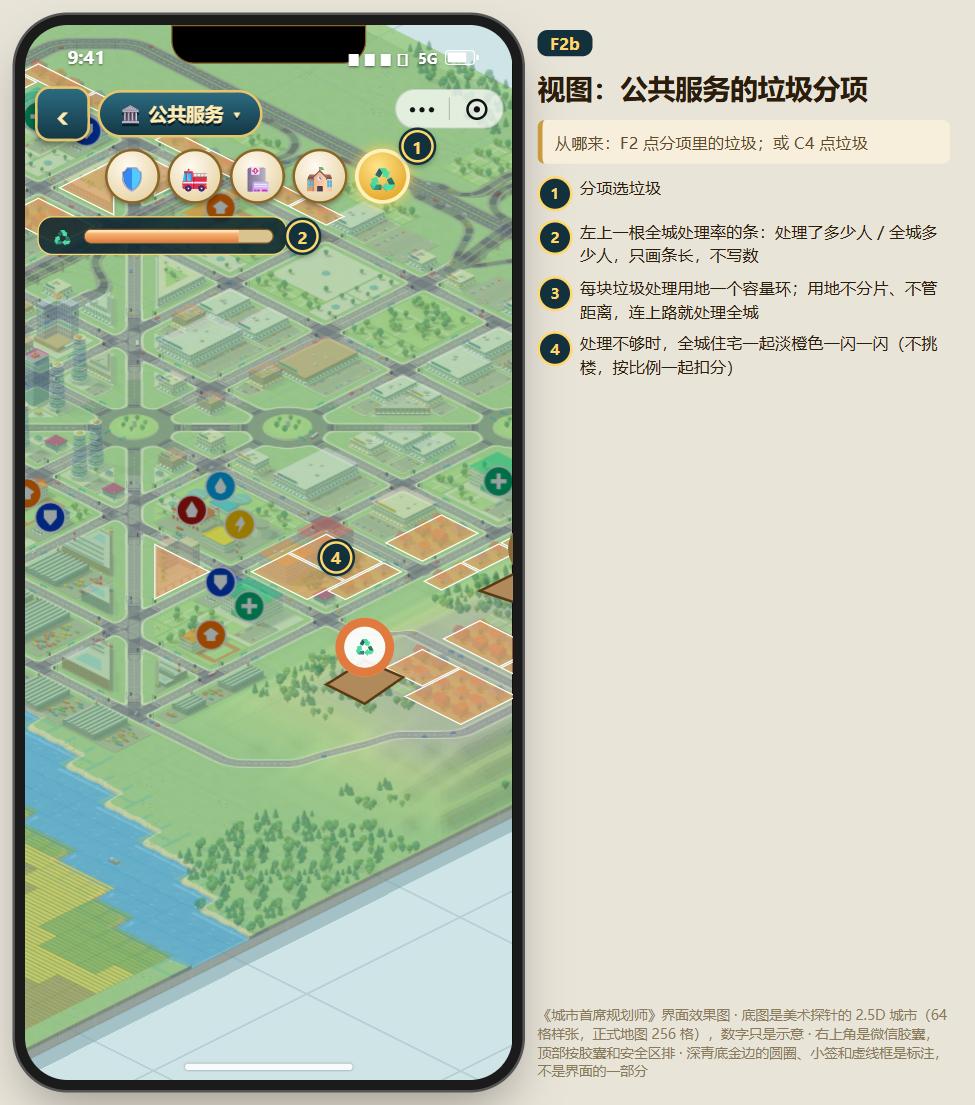 9:41
5G
公共服务
1
2
4
F2b
视图：公共服务的垃圾分项
从哪来：F2 点分项里的垃圾；或 C4 点垃圾
1 分项选垃圾
2 左上一根全城处理率的条：处理了多少人 / 全城多
少人，只画条长，不写数
3 每块垃圾处理用地一个容量环；用地不分片、不管
距离，连上路就处理全城
4 处理不够时，全城住宅一起淡橙色一闪一闪（不挑
楼，按比例一起扣分）
《城市首席规划师》界面效果图 · 底图是美术探针的 2.5D 城市（64
格样张，正式地图 256 格），数字只是示意 · 右上角是微信胶囊，
顶部按胶囊和安全区排 · 深青底金边的圆圈、小签和虚线框是标注，
不是界面的一部分